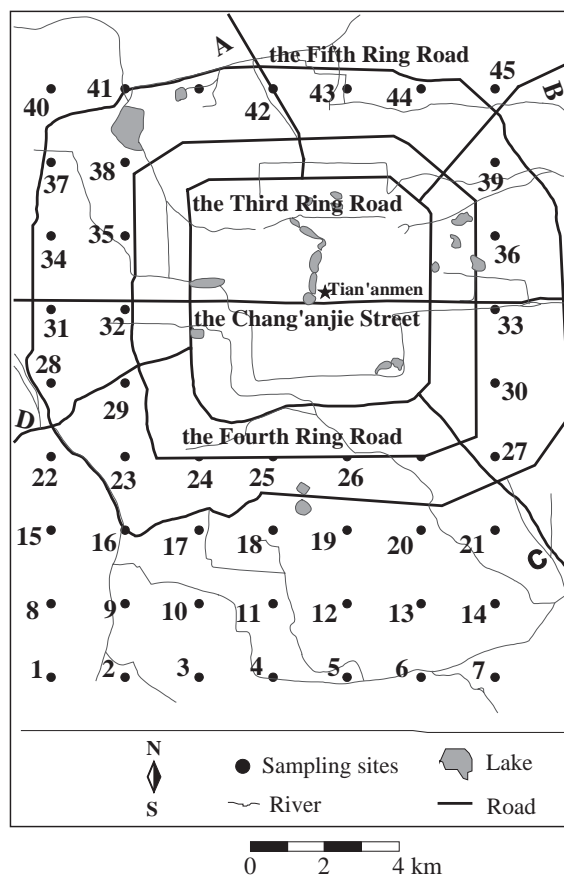 A
the Fifth Ring Road
45
40
41
42
43
44
B
37
38
39
the Third Ring Road
34
35
36
Tian'anmen
31
32
the Chang'anjie Street
33
28
29
30
D
the Fourth Ring Road
22
23
24
25
26
27
15
16
17
18
19
20
21
C
8
9
10
11
12
13
14
1
2
3
4
5
6
7
N
S
Sampling sites
Lake
River
Road
0 2 4 km